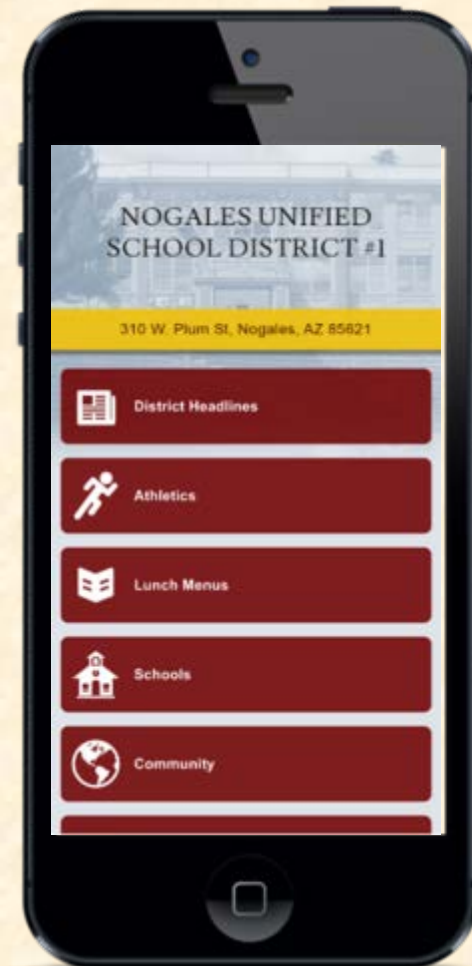 NOGALES UNIFIED
SCHOOL DISTRICT #1
310 W. Plum St, Nogales, AZ 85621
District Headlines
Athletics
Lunch Menus
Schools
Community